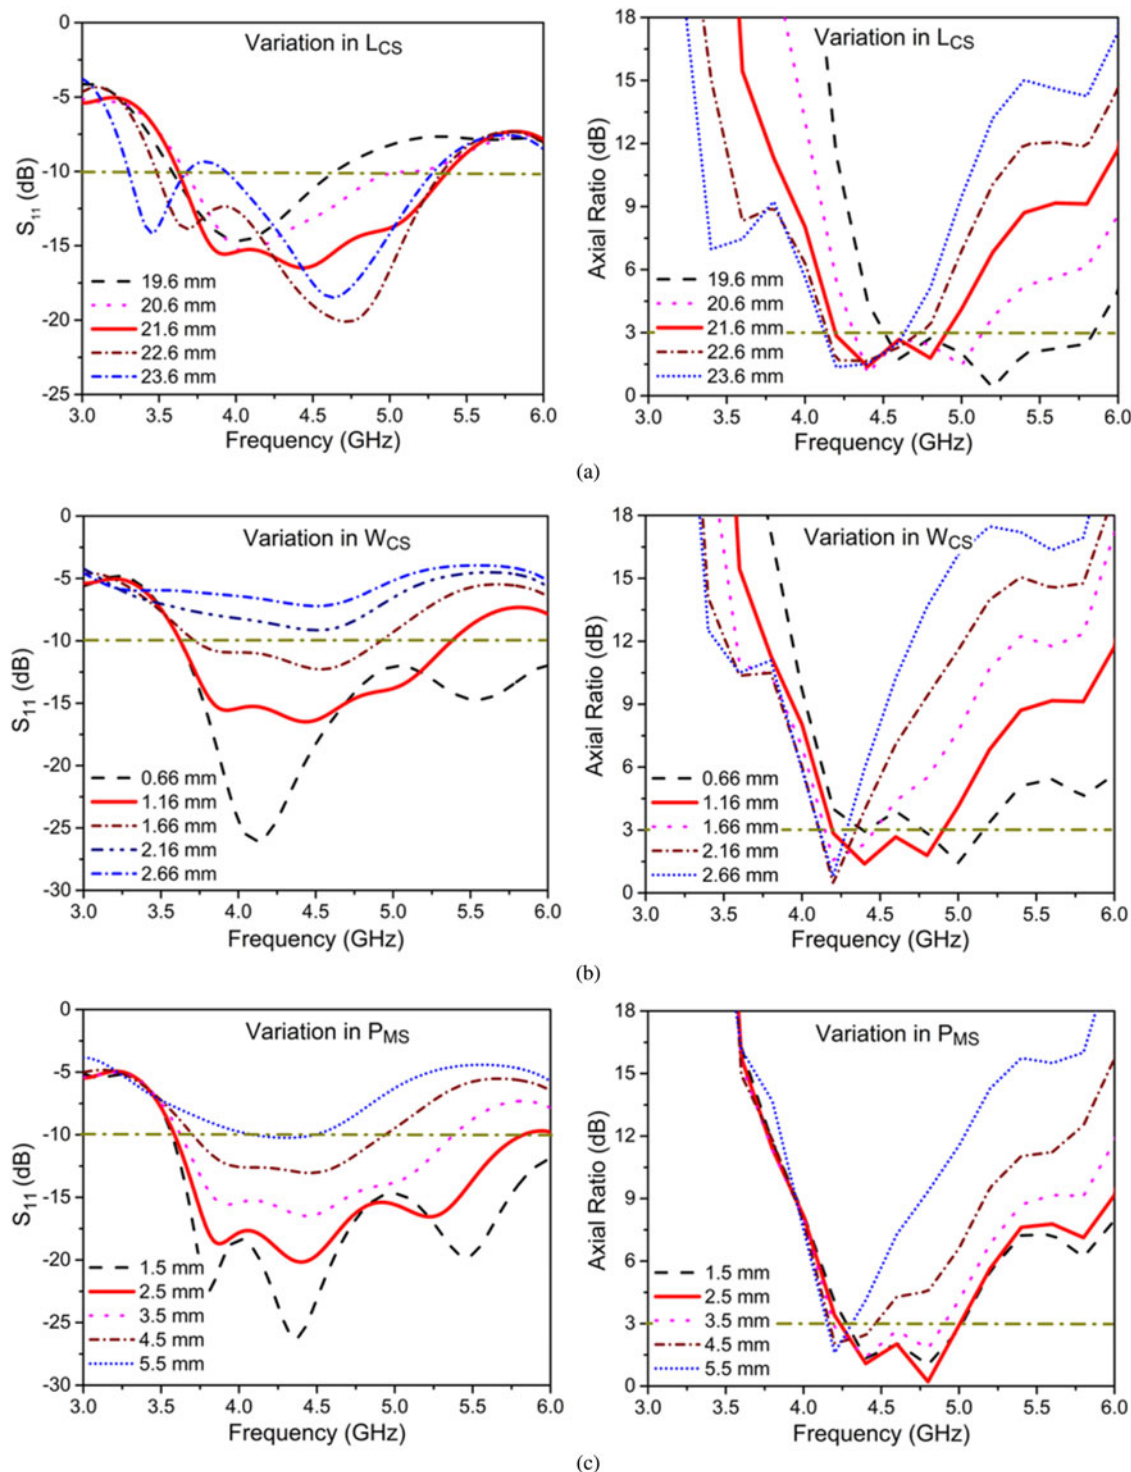 Variation in LCS
S11 (dB)
0
-5
-10
-15
-20
-25
19.6 mm
20.6 mm
21.6 mm
22.6 mm
23.6 mm
3.0 3.5 4.0 4.5 5.0 5.5 6.0
Frequency (GHz)
Variation in LCS
Axial Ratio (dB)
18
15
12
9
6
3
0
19.6 mm
20.6 mm
21.6 mm
22.6 mm
23.6 mm
3.0 3.5 4.0 4.5 5.0 5.5 6.0
Frequency (GHz)
(a)
Variation in WCS
S11 (dB)
0
-5
-10
-15
-20
-25
-30
0.66 mm
1.16 mm
1.66 mm
2.16 mm
2.66 mm
3.0 3.5 4.0 4.5 5.0 5.5 6.0
Frequency (GHz)
Variation in WCS
Axial Ratio (dB)
18
15
12
9
6
3
0
0.66 mm
1.16 mm
1.66 mm
2.16 mm
2.66 mm
3.0 3.5 4.0 4.5 5.0 5.5 6.0
Frequency (GHz)
(b)
Variation in PMS
S11 (dB)
0
-5
-10
-15
-20
-25
-30
1.5 mm
2.5 mm
3.5 mm
4.5 mm
5.5 mm
3.0 3.5 4.0 4.5 5.0 5.5 6.0
Frequency (GHz)
Variation in PMS
Axial Ratio (dB)
18
15
12
9
6
3
0
1.5 mm
2.5 mm
3.5 mm
4.5 mm
5.5 mm
3.0 3.5 4.0 4.5 5.0 5.5 6.0
Frequency (GHz)
(c)